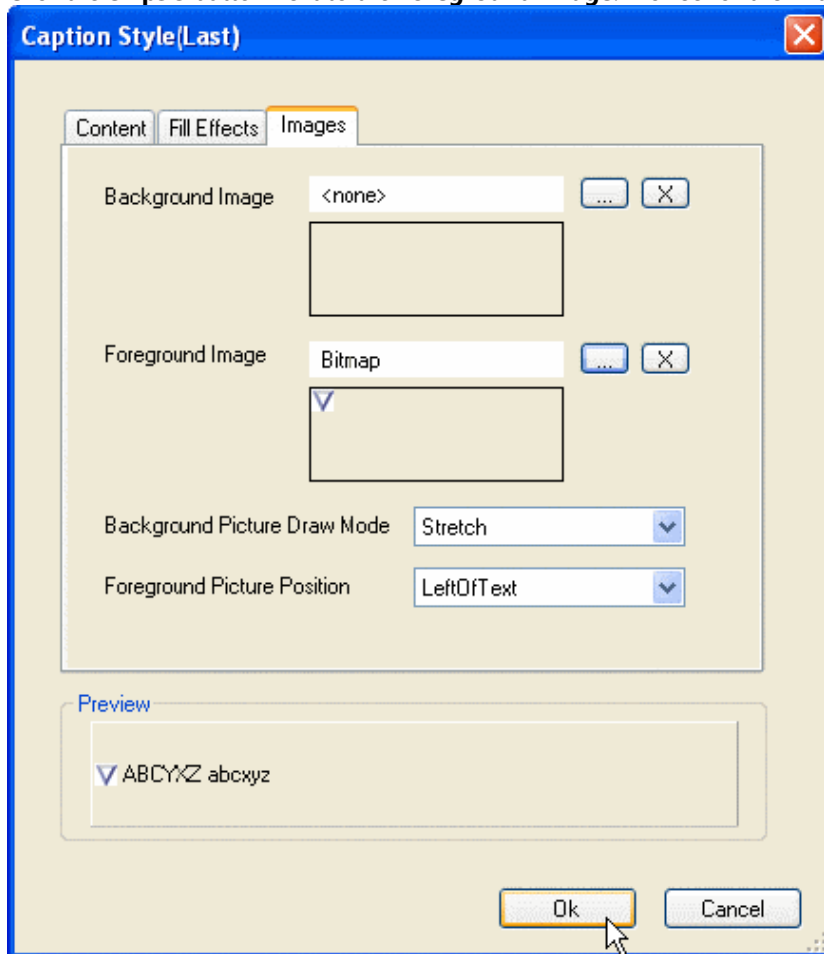 Caption Style(Last)
Content Fill Effects Images
Background Image <none> ... X
Foreground Image Bitmap ... X
Background Picture Draw Mode Stretch
Foreground Picture Position LeftOfText
Preview
ABCYXZ abcxyz
Ok Cancel